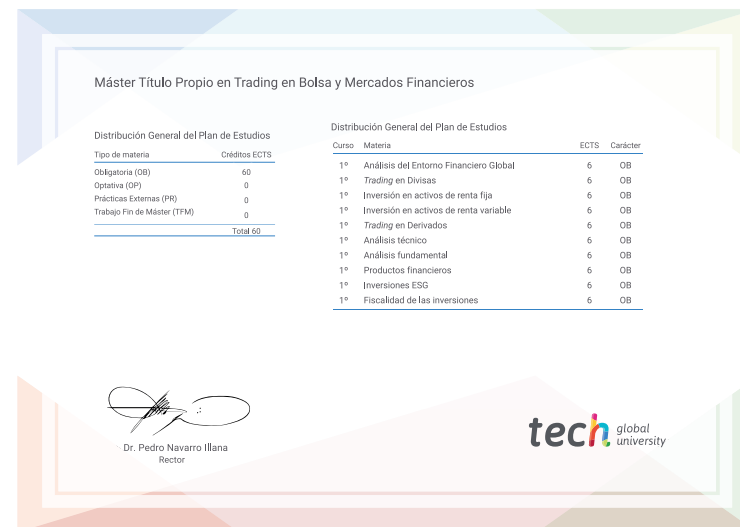 Máster Título Propio en Trading en Bolsa y Mercados Financieros
Distribución General del Plan de Estudios
Tipo de materia Créditos ECTS
Obligatoria (OB) 60
Optativa (OP) 0
Prácticas Externas (PR) 0
Trabajo Fin de Máster (TFM) 0
Total 60
Distribución General del Plan de Estudios
Curso Materia ECTS Carácter
1º Análisis del Entorno Financiero Global 6 OB
1º Trading en Divisas 6 OB
1º Inversión en activos de renta fija 6 OB
1º Inversión en activos de renta variable 6 OB
1º Trading en Derivados 6 OB
1º Análisis técnico 6 OB
1º Análisis fundamental 6 OB
1º Productos financieros 6 OB
1º Inversiones ESG 6 OB
1º Fiscalidad de las inversiones 6 OB
Dr. Pedro Navarro Illana
Rector
tech global
university